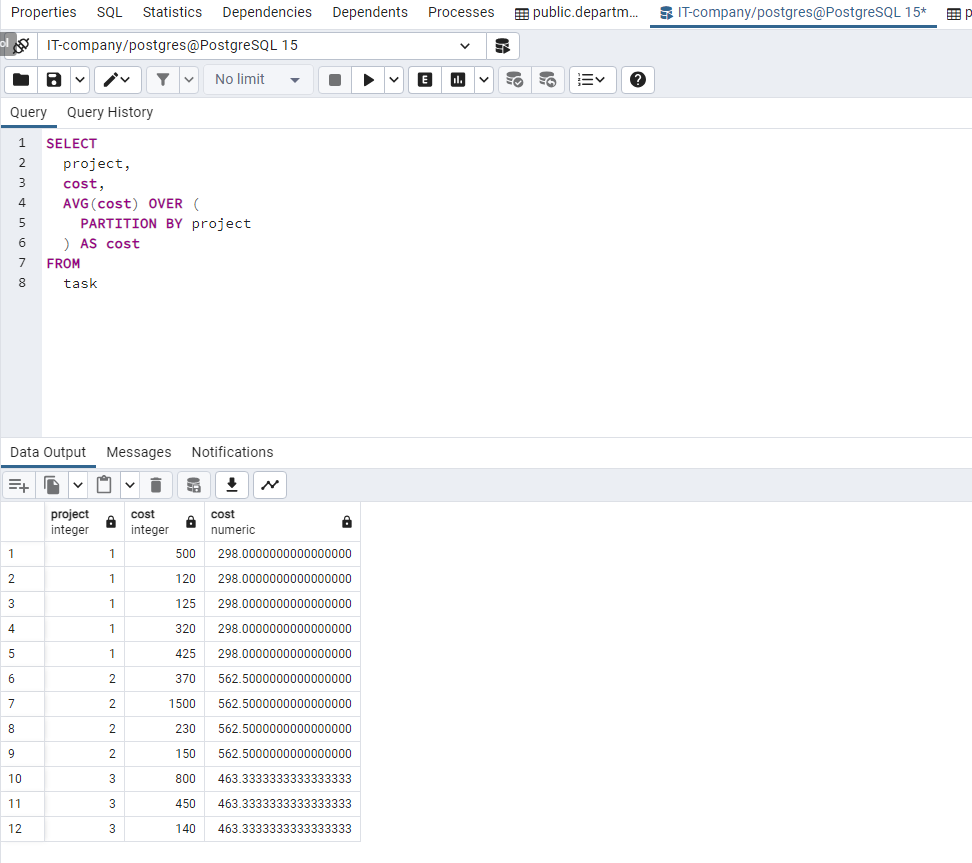 Properties SQL Statistics Dependencies Dependents Processes public.departm... IT-company/postgres@PostgreSQL 15* p
ol IT-company/postgres@PostgreSQL 15
No limit E
Query Query History
1 SELECT
2 project,
3 cost,
4 AVG(cost) OVER (
5 PARTITION BY project
6 ) AS cost
7 FROM
8 task
Data Output Messages Notifications
project cost cost
integer integer numeric
1 1 500 298.0000000000000000
2 1 120 298.0000000000000000
3 1 125 298.0000000000000000
4 1 320 298.0000000000000000
5 1 425 298.0000000000000000
6 2 370 562.5000000000000000
7 2 1500 562.5000000000000000
8 2 230 562.5000000000000000
9 2 150 562.5000000000000000
10 3 800 463.3333333333333333
11 3 450 463.3333333333333333
12 3 140 463.3333333333333333